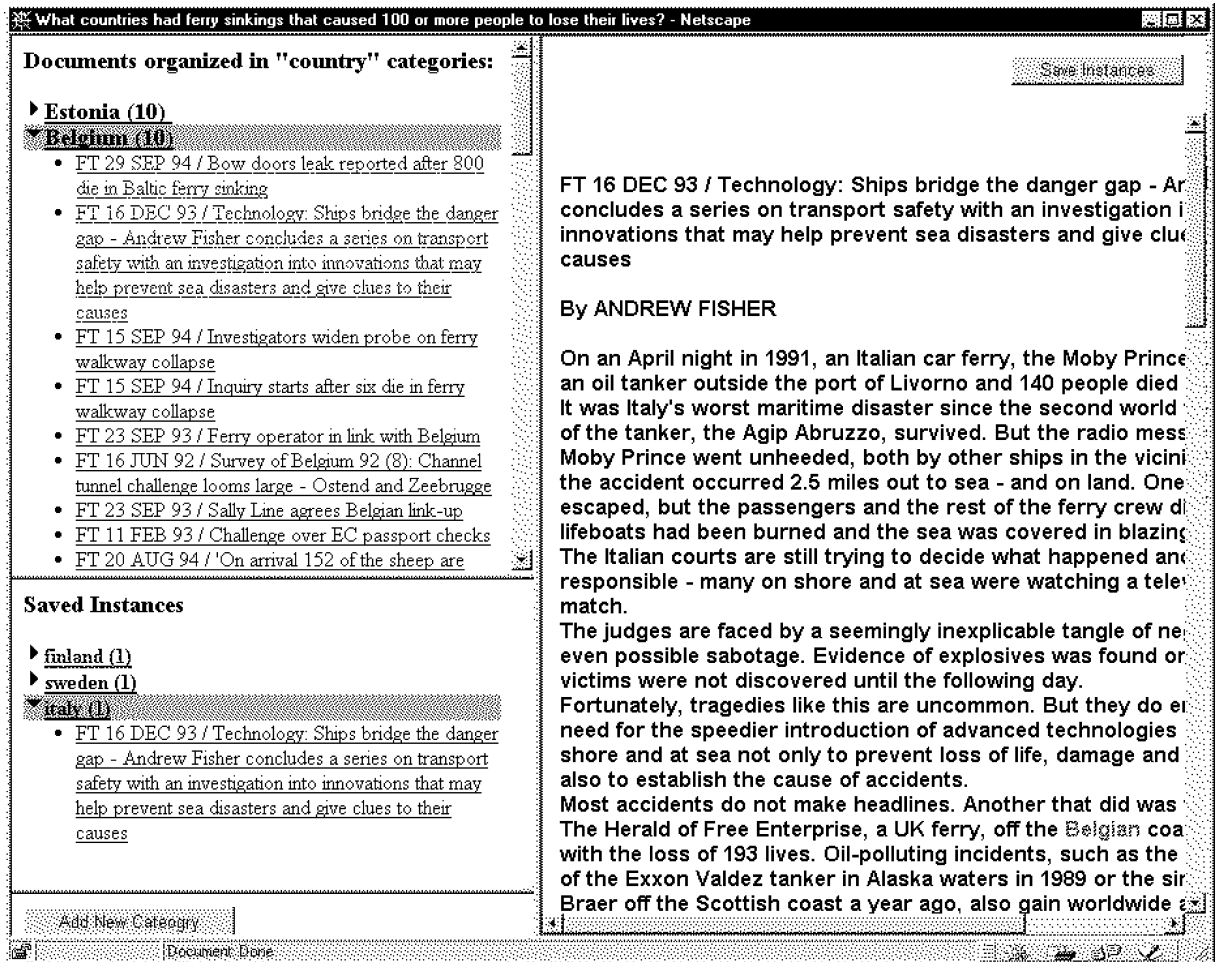 What countries had ferry sinkings that caused 100 or more people to lose their lives? - Netscape
Documents organized in "country" categories:
Estonia (10)
Belgium (10)
• FT 29 SEP 94 / Bow doors leak reported after 800
die in Baltic ferry sinking
• FT 16 DEC 93 / Technology: Ships bridge the danger
gap - Andrew Fisher concludes a series on transport
safety with an investigation into innovations that may
help prevent sea disasters and give clues to their
causes
• FT 15 SEP 94 / Investigators widen probe on ferry
walkway collapse
• FT 15 SEP 94 / Inquiry starts after six die in ferry
walkway collapse
• FT 23 SEP 93 / Ferry operator in link with Belgium
• FT 16 JUN 92 / Survey of Belgium 92 (8): Channel
tunnel challenge looms large - Ostend and Zeebrugge
• FT 23 SEP 93 / Sally Line agrees Belgian link-up
• FT 11 FEB 93 / Challenge over EC passport checks
• FT 20 AUG 94 / 'On arrival 152 of the sheep are
Saved Instances
finland (1)
sweden (1)
italy (1)
• FT 16 DEC 93 / Technology: Ships bridge the danger
gap - Andrew Fisher concludes a series on transport
safety with an investigation into innovations that may
help prevent sea disasters and give clues to their
causes
Add New Cateogry
Save Instances
FT 16 DEC 93 / Technology: Ships bridge the danger gap - Ar
concludes a series on transport safety with an investigation i
innovations that may help prevent sea disasters and give clue
causes
By ANDREW FISHER
On an April night in 1991, an Italian car ferry, the Moby Prince
an oil tanker outside the port of Livorno and 140 people died
It was Italy's worst maritime disaster since the second world
of the tanker, the Agip Abruzzo, survived. But the radio mess
Moby Prince went unheeded, both by other ships in the vicini
the accident occurred 2.5 miles out to sea - and on land. One
escaped, but the passengers and the rest of the ferry crew di
lifeboats had been burned and the sea was covered in blazing
The Italian courts are still trying to decide what happened and
responsible - many on shore and at sea were watching a telev
match.
The judges are faced by a seemingly inexplicable tangle of ne
even possible sabotage. Evidence of explosives was found or
victims were not discovered until the following day.
Fortunately, tragedies like this are uncommon. But they do er
need for the speedier introduction of advanced technologies
shore and at sea not only to prevent loss of life, damage and
also to establish the cause of accidents.
Most accidents do not make headlines. Another that did was
The Herald of Free Enterprise, a UK ferry, off the Belgian coa
with the loss of 193 lives. Oil-polluting incidents, such as the
of the Exxon Valdez tanker in Alaska waters in 1989 or the sir
Braer off the Scottish coast a year ago, also gain worldwide
Document: Done